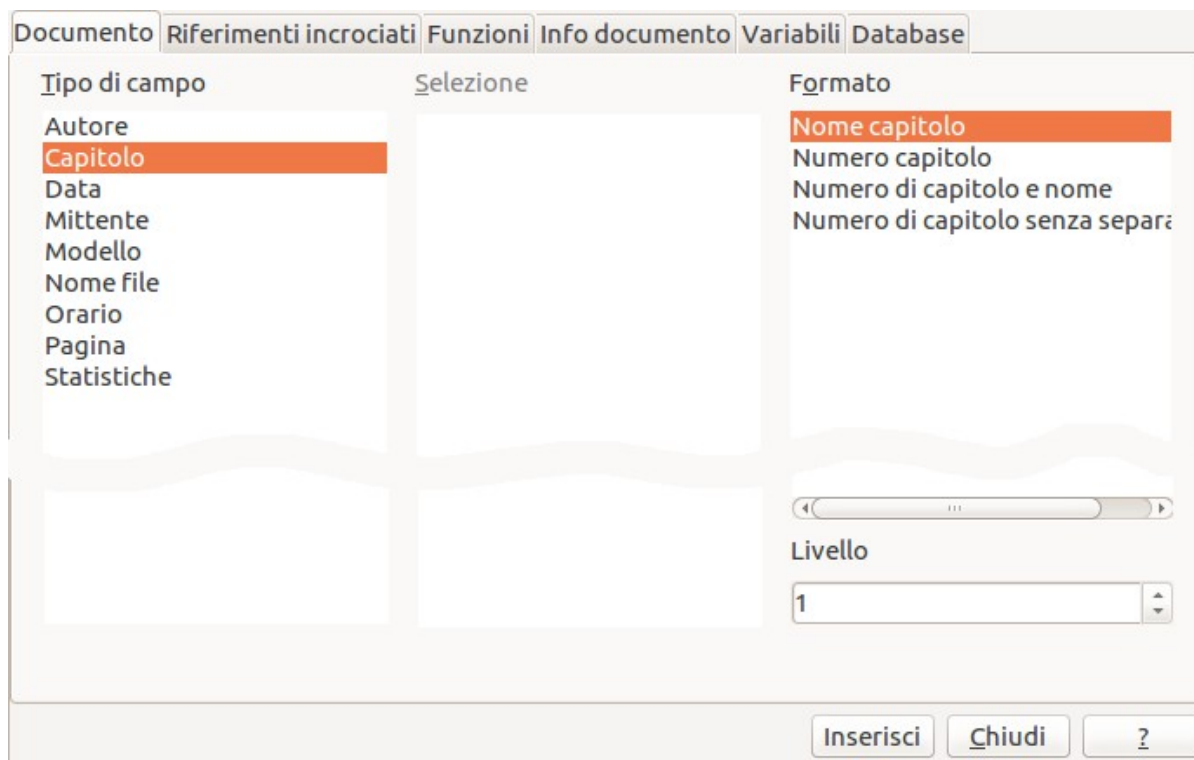 Documento Riferimenti incrociati Funzioni Info documento Variabili Database
Tipo di campo
Autore
Capitolo
Data
Mittente
Modello
Nome file
Orario
Pagina
Statistiche
Selezione
Formato
Nome capitolo
Numero capitolo
Numero di capitolo e nome
Numero di capitolo senza separa
Livello
1
Inserisci Chiudi ?